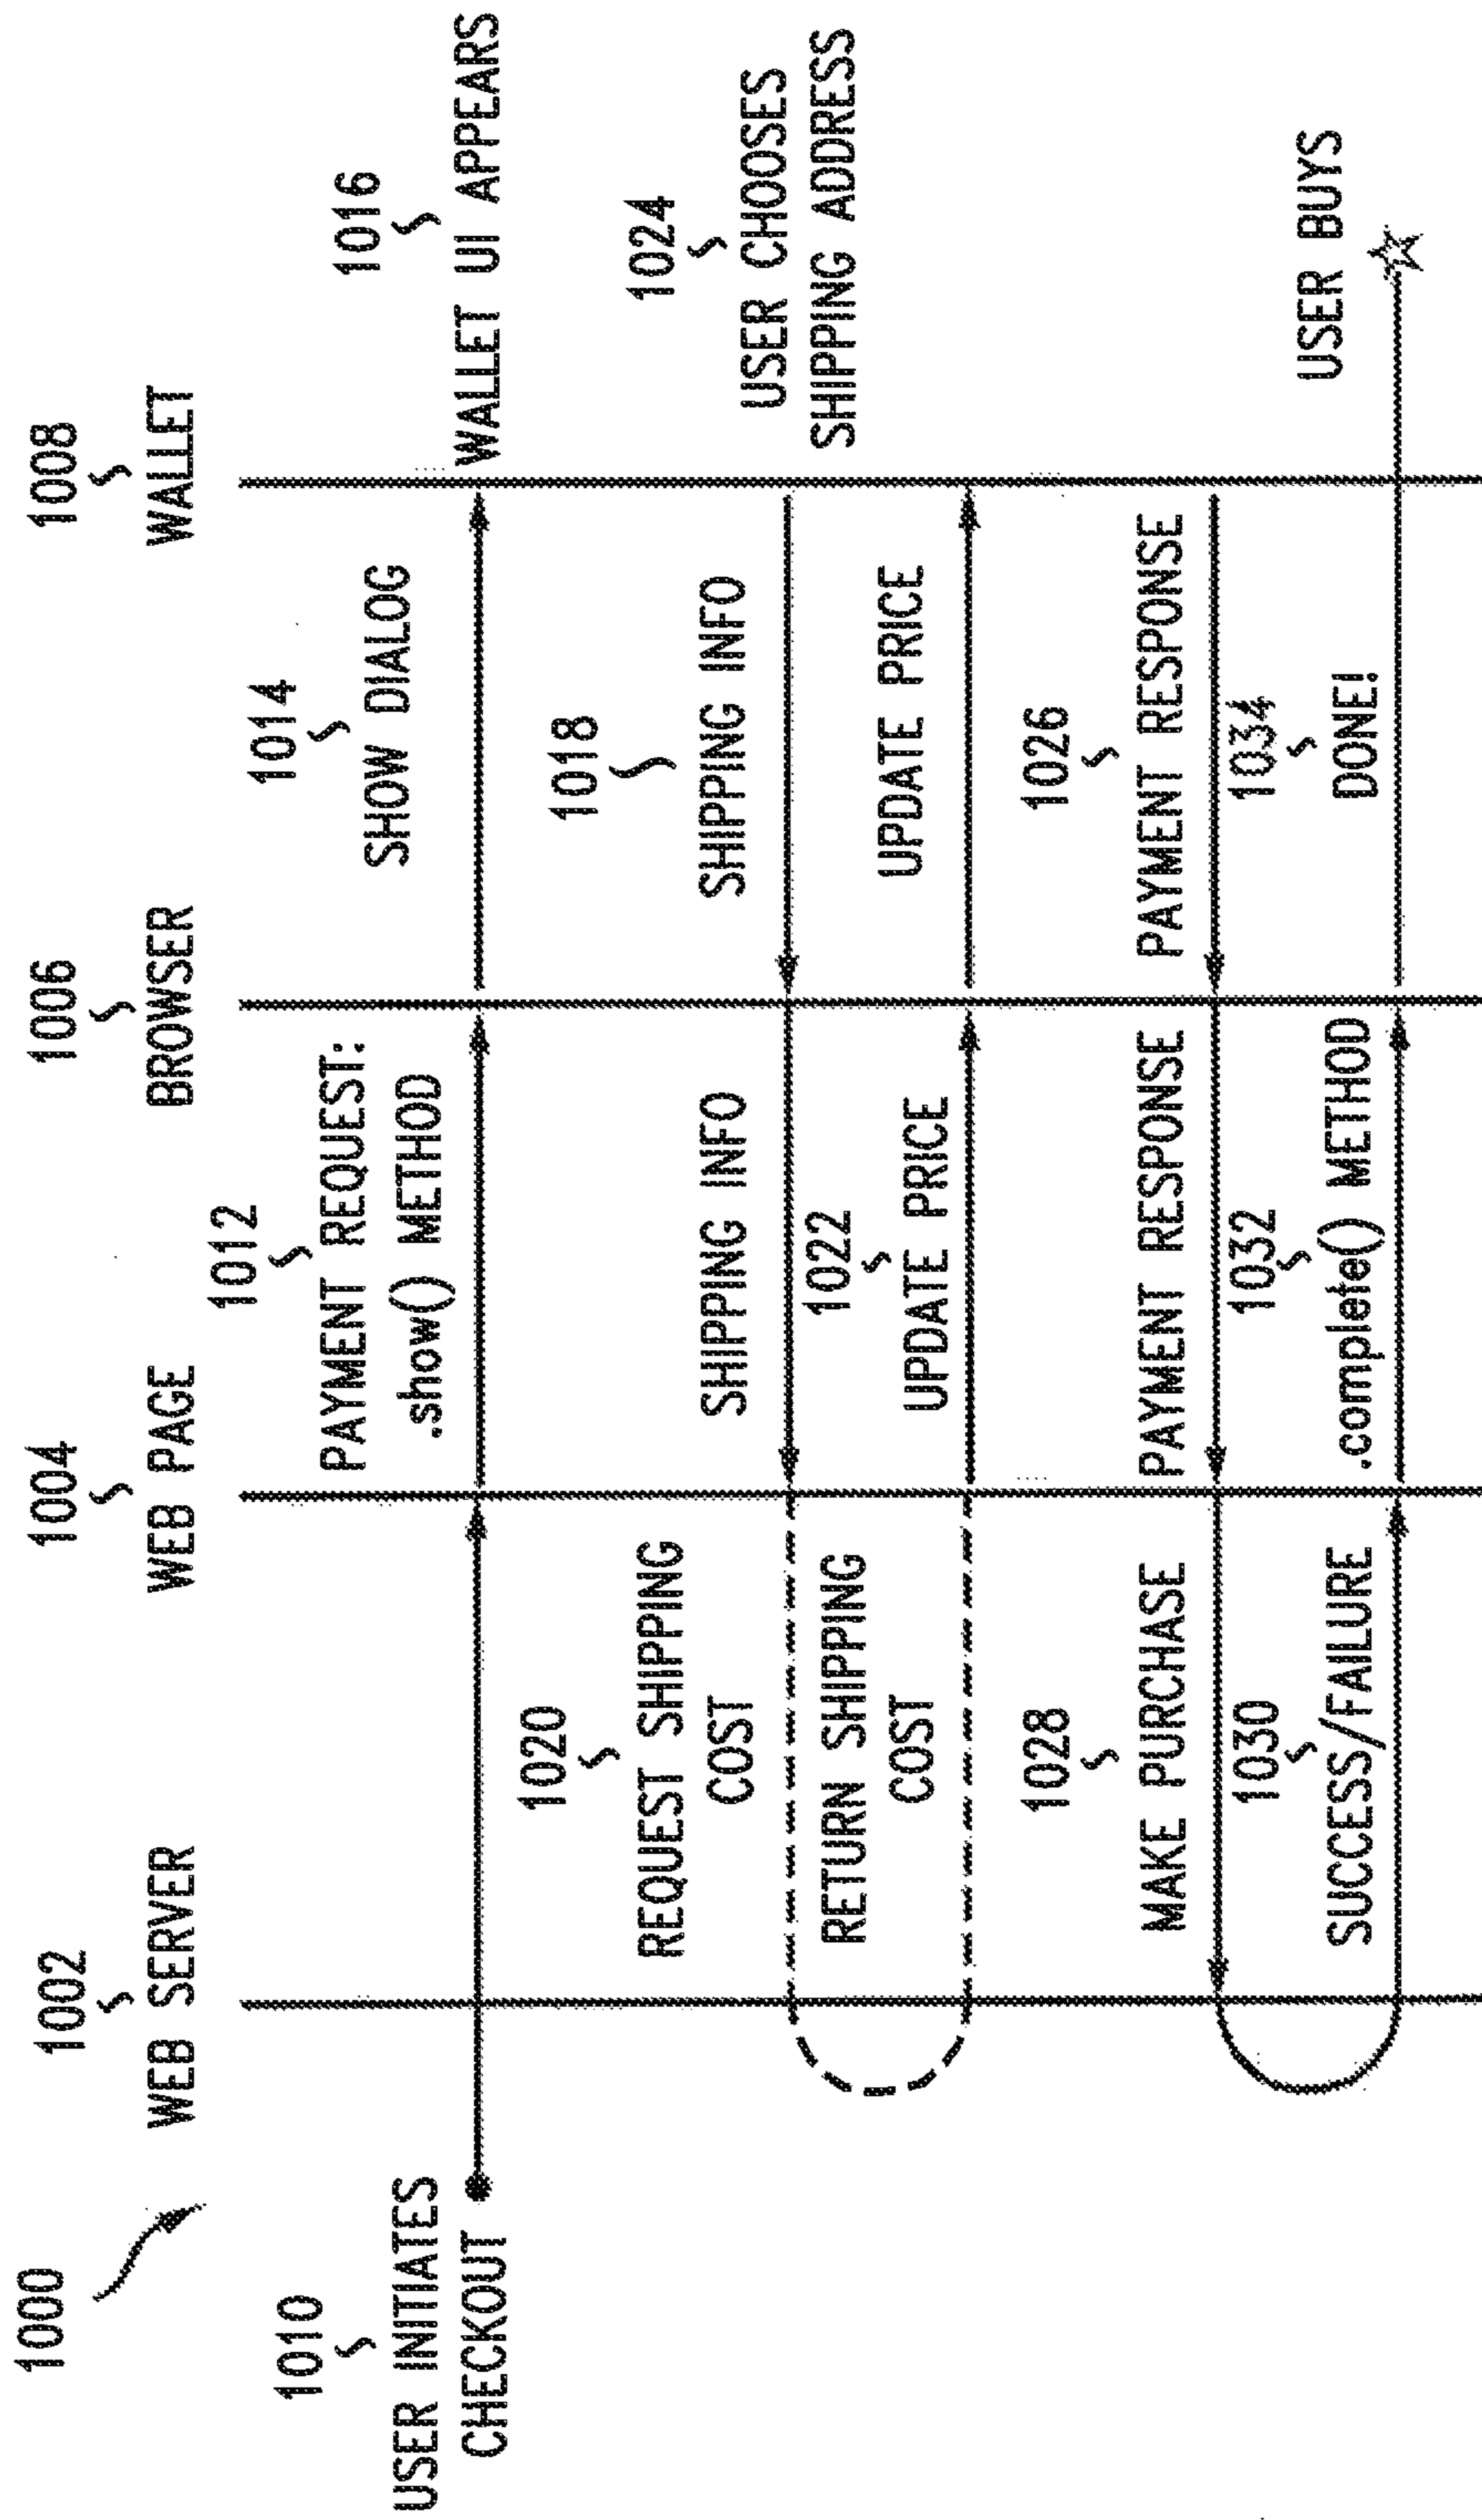 1000
1002
WEB SERVER
1004
WEB PAGE
1006
BROWSER
1008
WALLET
1010
USER INITIATES
CHECKOUT
1012
PAYMENT REQUEST:
.show() METHOD
1014
SHOW DIALOG
1016
WALLET UI APPEARS
1020
REQUEST SHIPPING
COST
SHIPPING INFO
1018
SHIPPING INFO
1024
USER CHOOSES
SHIPPING ADDRESS
RETURN SHIPPING
COST
1022
UPDATE PRICE
UPDATE PRICE
1028
MAKE PURCHASE
PAYMENT RESPONSE
1026
PAYMENT RESPONSE
1030
SUCCESS/FAILURE
1032
.complete() METHOD
1034
DONE!
USER BUYS